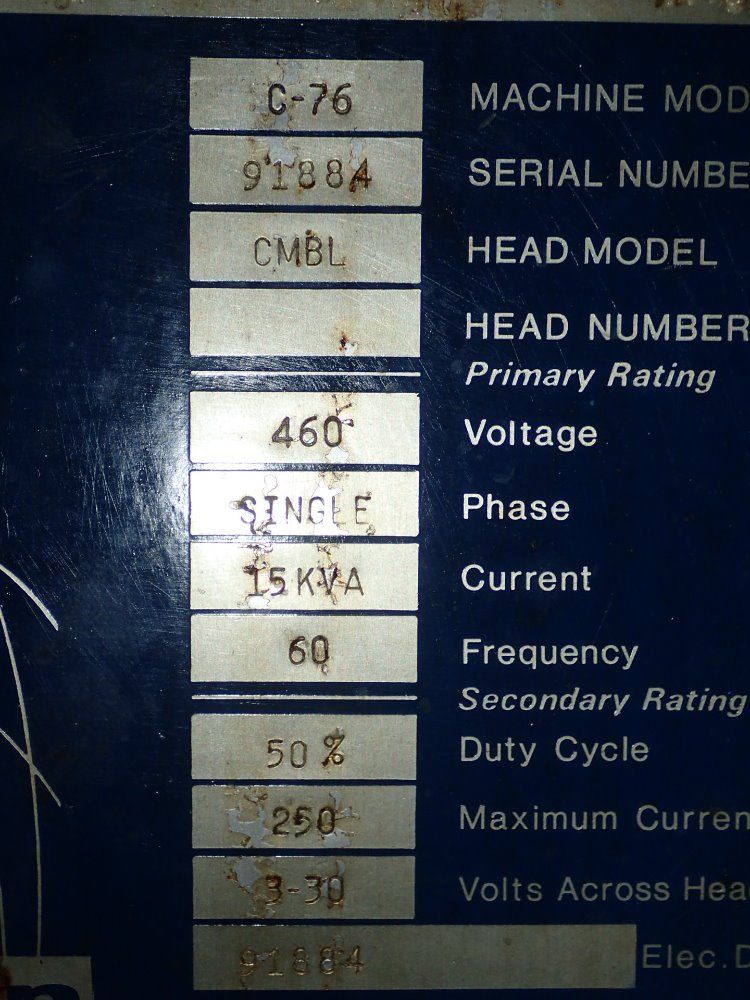 C-76 MACHINE MOD
91884 SERIAL NUMBE
CMBL HEAD MODEL
HEAD NUMBER
Primary Rating
460 Voltage
SINGLE Phase
15KVA Current
60 Frequency
Secondary Rating
50% Duty Cycle
250 Maximum Curren
3-30 Volts Across Hea
91884 Elec.D